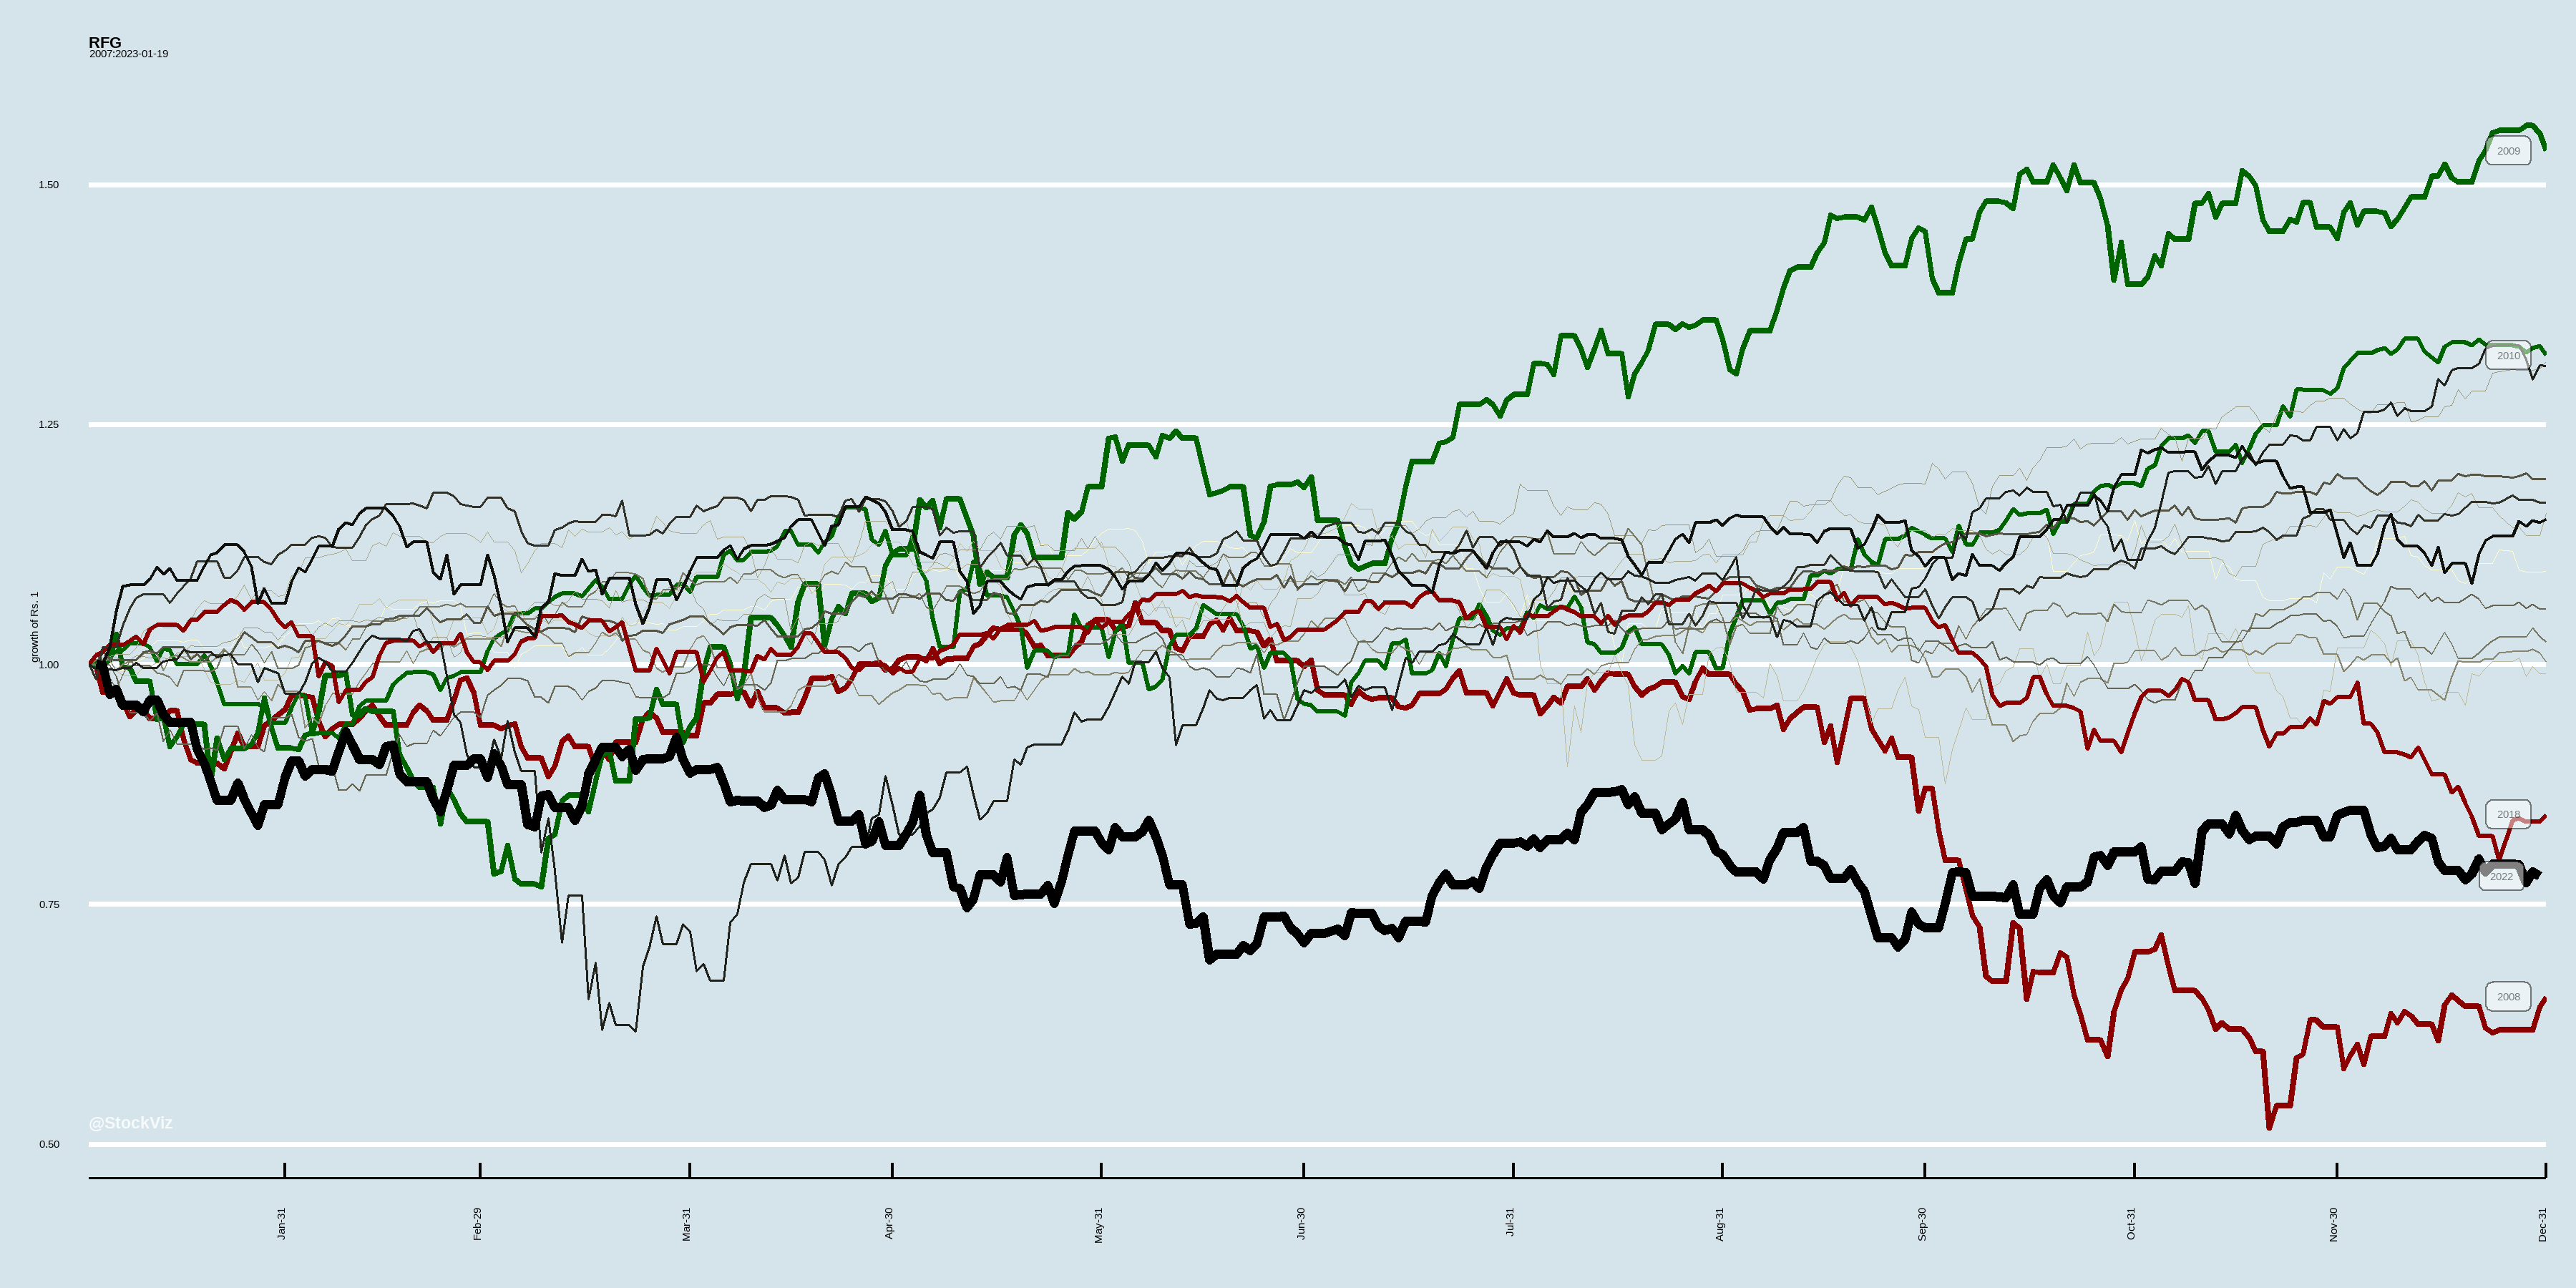 RFG
2007:2023-01-19
growth of Rs. 1
1.50
1.25
1.00
0.75
0.50
2009
2010
2018
2022
2008
@StockViz
Jan-31
Feb-29
Mar-31
Apr-30
May-31
Jun-30
Jul-31
Aug-31
Sep-30
Oct-31
Nov-30
Dec-31